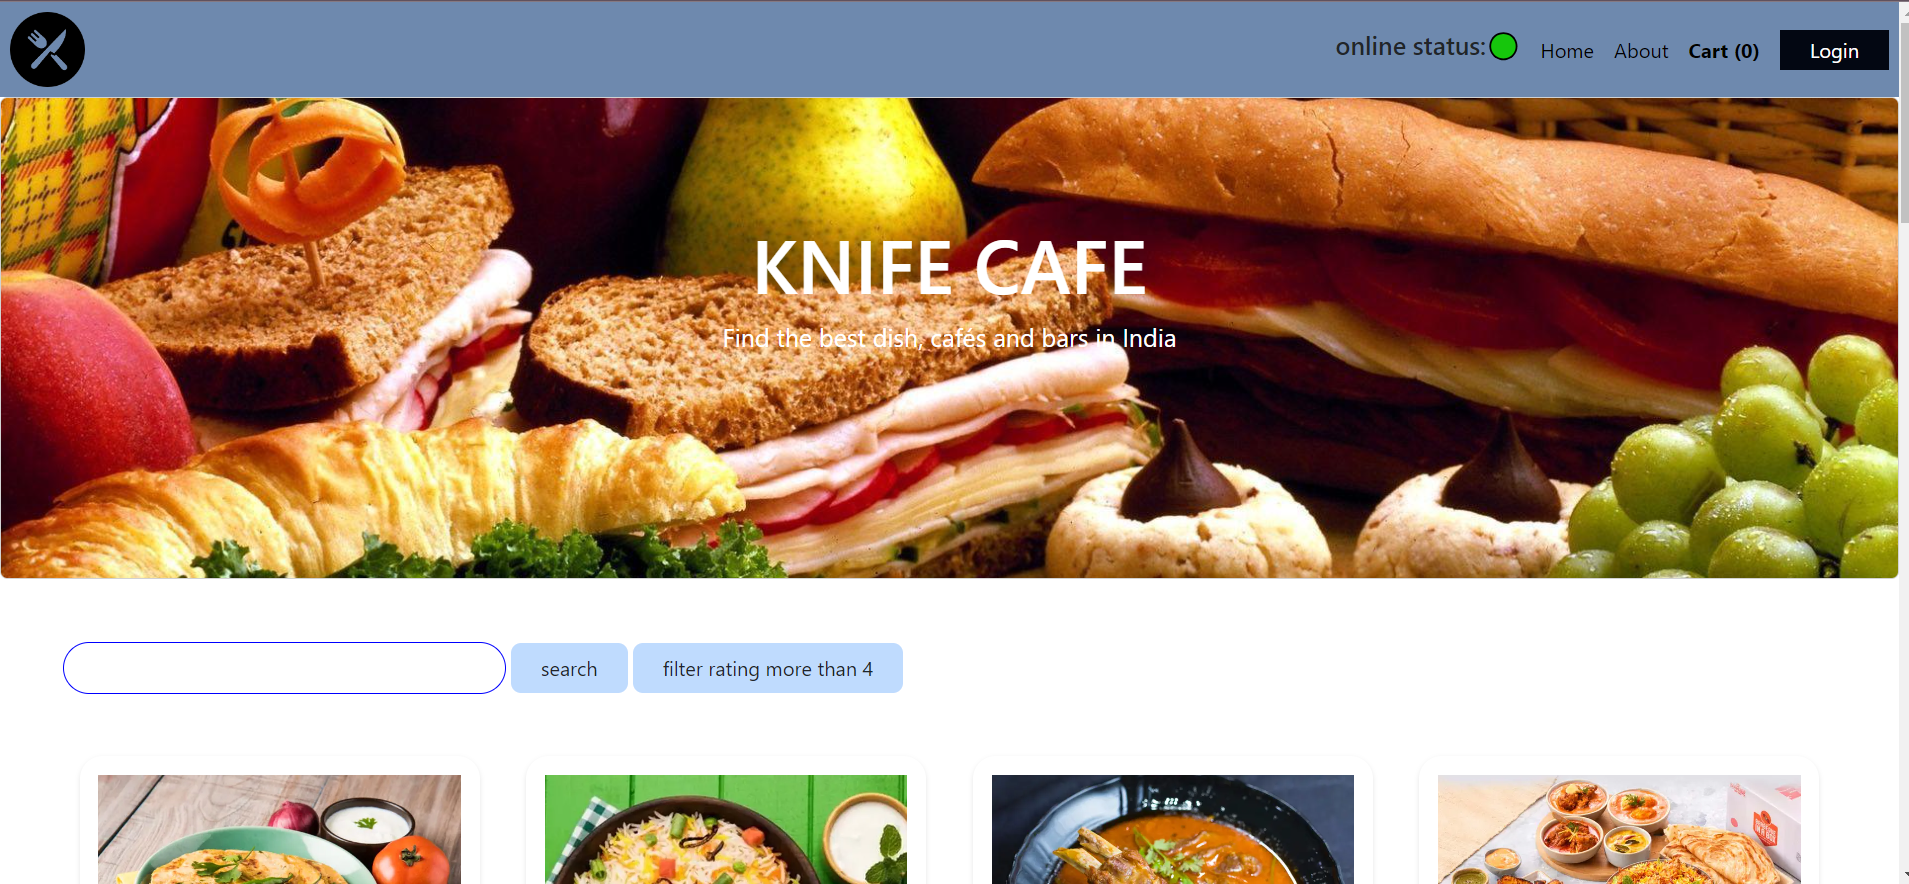 online status:
Home
About
Cart (0)
Login
KNIFE CAFE
Find the best dish, cafés and bars in India
search
filter rating more than 4